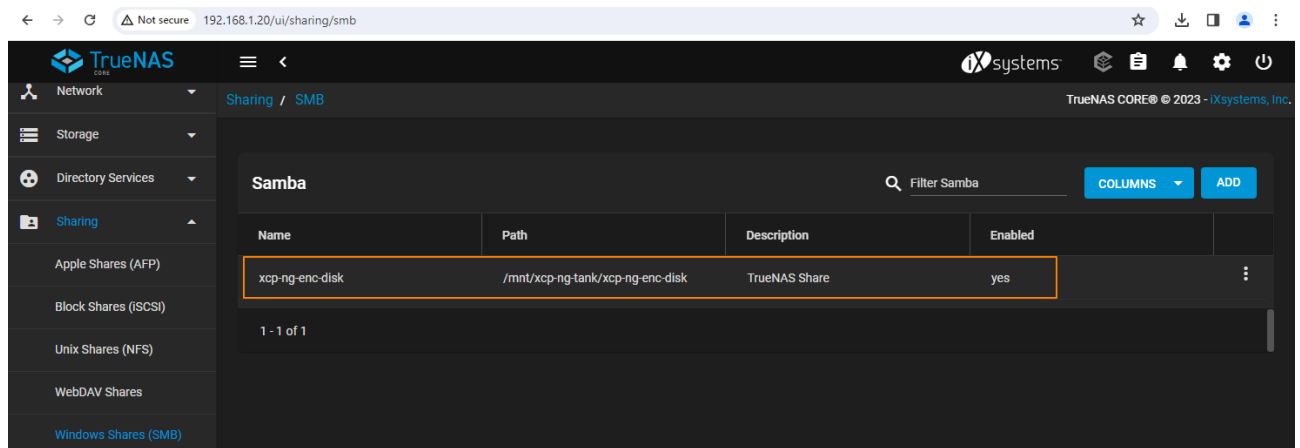 Not secure 192.168.1.20/ui/sharing/smb
TrueNAS
CORE
iXsystems
Network
Sharing / SMB
TrueNAS CORE® © 2023 - iXsystems, Inc.
Storage
Directory Services
Sharing
Apple Shares (AFP)
Block Shares (iSCSI)
Unix Shares (NFS)
WebDAV Shares
Windows Shares (SMB)
Samba
Filter Samba
COLUMNS
ADD
Name Path Description Enabled
xcp-ng-enc-disk /mnt/xcp-ng-tank/xcp-ng-enc-disk TrueNAS Share yes
1 - 1 of 1